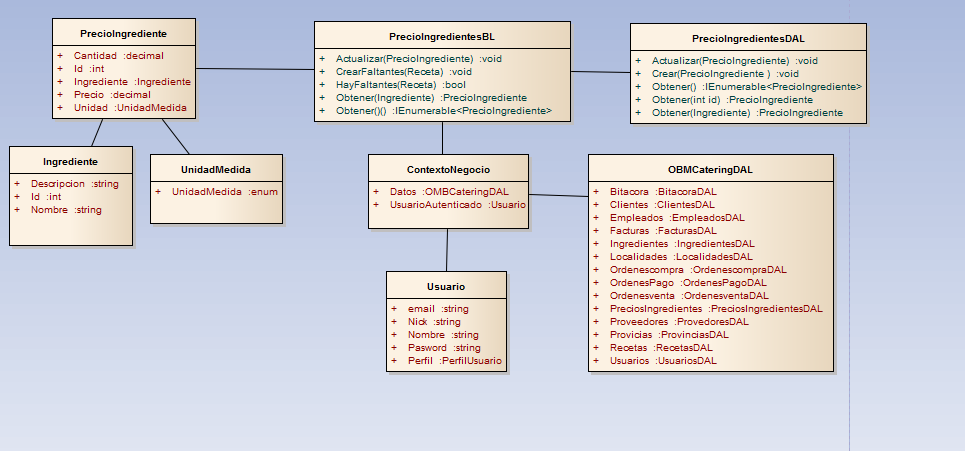 PrecioIngrediente
+ Cantidad :decimal
+ Id :int
+ Ingrediente :Ingrediente
+ Precio :decimal
+ Unidad :UnidadMedida
PrecioIngredientesBL
+ Actualizar(PrecioIngrediente) :void
+ CrearFaltantes(Receta) :void
+ HayFaltantes(Receta) :bool
+ Obtener(Ingrediente) :PrecioIngrediente
+ Obtener()() :IEnumerable<PrecioIngrediente>
PrecioIngredientesDAL
+ Actualizar(PrecioIngrediente) :void
+ Crear(PrecioIngrediente ) :void
+ Obtener() :IEnumerable<PrecioIngrediente>
+ Obtener(int id) :PrecioIngrediente
+ Obtener(Ingrediente) :PrecioIngrediente
Ingrediente
+ Descripcion :string
+ Id :int
+ Nombre :string
UnidadMedida
+ UnidadMedida :enum
ContextoNegocio
+ Datos :OMBCateringDAL
+ UsuarioAutenticado :Usuario
OBMCateringDAL
+ Bitacora :BitacoraDAL
+ Clientes :ClientesDAL
+ Empleados :EmpleadosDAL
+ Facturas :FacturasDAL
+ Ingredientes :IngredientesDAL
+ Localidades :LocalidadesDAL
+ Ordenescompra :OrdenescompraDAL
+ OrdenesPago :OrdenesPagoDAL
+ Ordenesventa :OrdenesventaDAL
+ PreciosIngredientes :PreciosIngredientesDAL
+ Proveedores :ProvedoresDAL
+ Provicias :ProvinciasDAL
+ Recetas :RecetasDAL
+ Usuarios :UsuariosDAL
Usuario
+ email :string
+ Nick :string
+ Nombre :string
+ Pasword :string
+ Perfil :PerfilUsuario